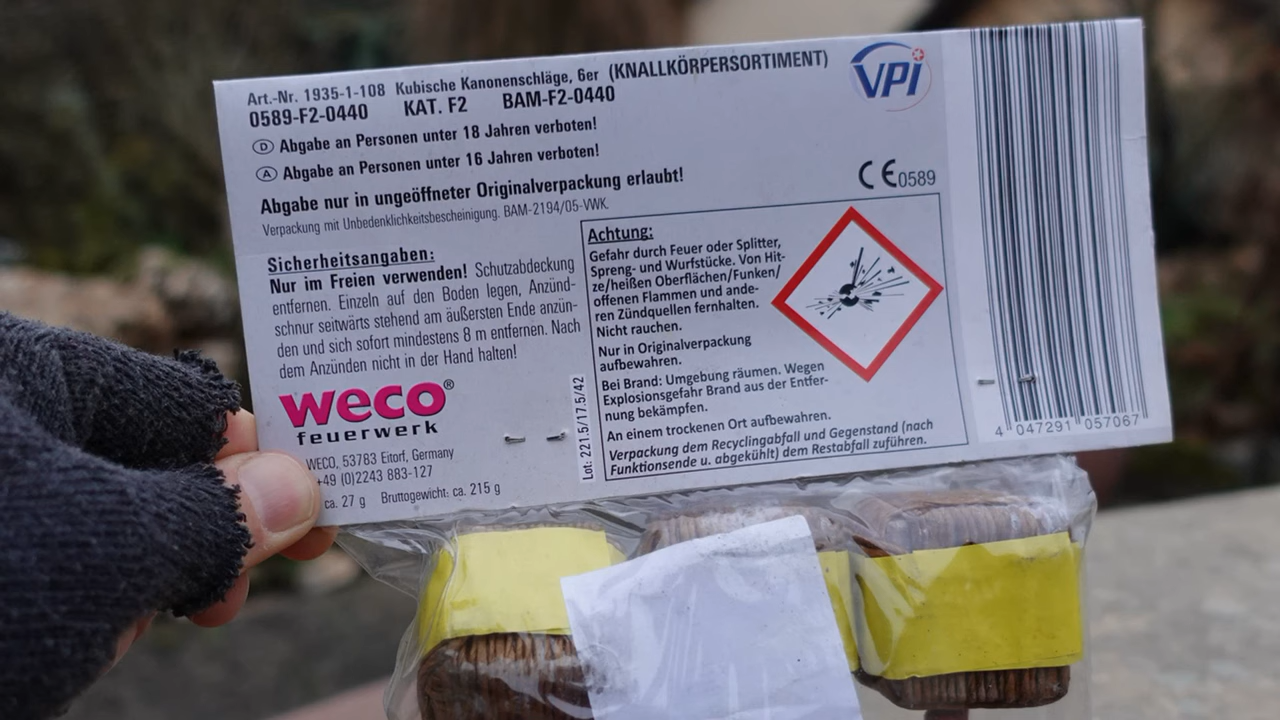 Art.-Nr. 1935-1-108 Kubische Kanonenschläge, 6er (KNALLKÖRPERSORTIMENT)
0589-F2-0440 KAT. F2 BAM-F2-0440
VPI
D Abgabe an Personen unter 18 Jahren verboten!
A Abgabe an Personen unter 16 Jahren verboten!
Abgabe nur in ungeöffneter Originalverpackung erlaubt!
Verpackung mit Unbedenklichkeitsbescheinigung. BAM-2194/05-VWK.
CE0589
Sicherheitsangaben:
Nur im Freien verwenden! Schutzabdeckung
entfernen. Einzeln auf den Boden legen, Anzünd-
schnur seitwärts stehend am äußersten Ende anzün-
den und sich sofort mindestens 8 m entfernen. Nach
dem Anzünden nicht in der Hand halten!
weco®
feuerwerk
WECO, 53783 Eitorf, Germany
+49 (0)2243 883-127
ca. 27 g Bruttogewicht: ca. 215 g
Lot: 221.5/17.5/42
Achtung:
Gefahr durch Feuer oder Splitter,
Spreng- und Wurfstücke. Von Hit-
ze/heißen Oberflächen/Funken/
offenen Flammen und ande-
ren Zündquellen fernhalten.
Nicht rauchen.
Nur in Originalverpackung
aufbewahren.
Bei Brand: Umgebung räumen. Wegen
Explosionsgefahr Brand aus der Entfer-
nung bekämpfen.
An einem trockenen Ort aufbewahren.
Verpackung dem Recyclingabfall und Gegenstand (nach
Funktionsende u. abgekühlt) dem Restabfall zuführen.
4 047291 057067